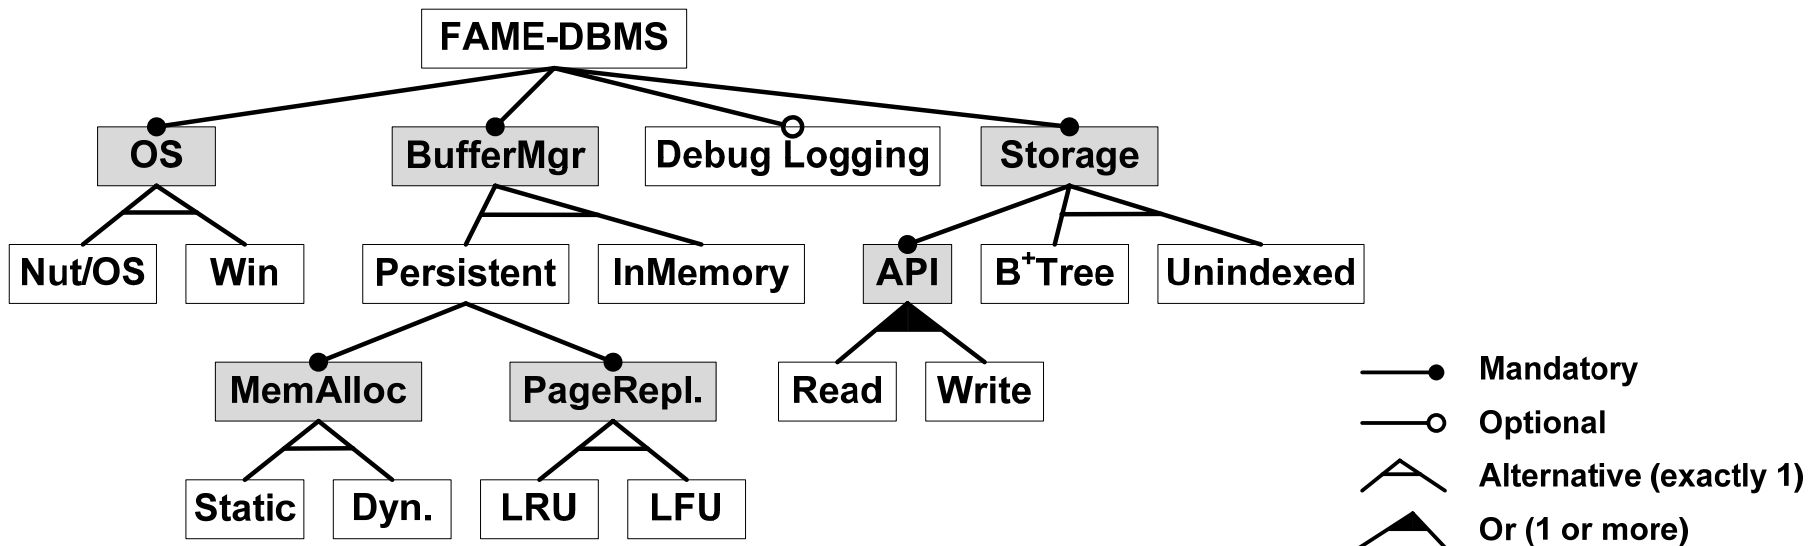 FAME-DBMS
OS
BufferMgr
Debug Logging
Storage
Nut/OS
Win
Persistent
InMemory
API
B+Tree
Unindexed
MemAlloc
PageRepl.
Read
Write
Static
Dyn.
LRU
LFU
Mandatory
Optional
Alternative (exactly 1)
Or (1 or more)